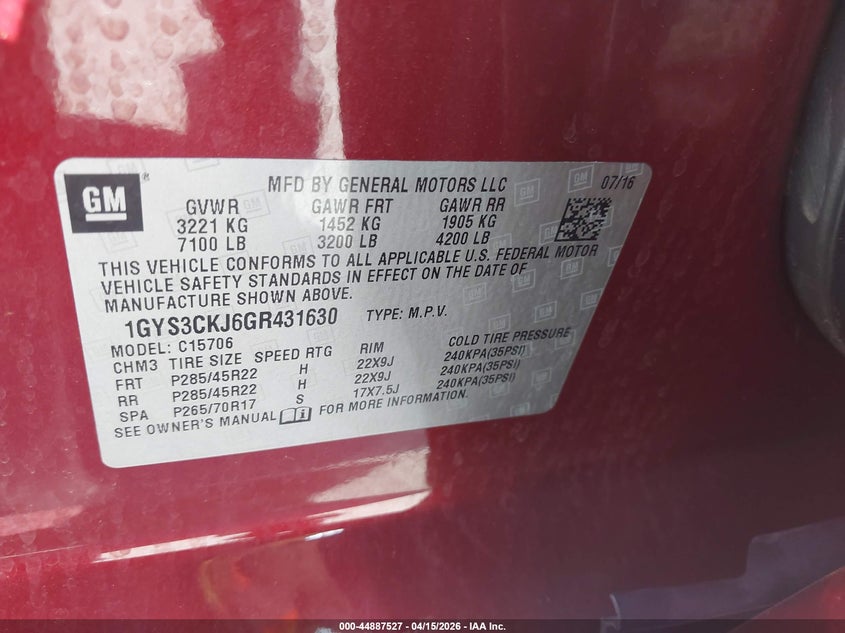 GM ® MFD BY GENERAL MOTORS LLC 07/16
GVWR GAWR FRT GAWR RR
3221 KG 1452 KG 1905 KG
7100 LB 3200 LB 4200 LB
THIS VEHICLE CONFORMS TO ALL APPLICABLE U.S. FEDERAL MOTOR
VEHICLE SAFETY STANDARDS IN EFFECT ON THE DATE OF
MANUFACTURE SHOWN ABOVE.
1GYS3CKJ6GR431630 TYPE: M.P.V.
MODEL: C15706
CHM3 TIRE SIZE SPEED RTG RIM COLD TIRE PRESSURE
FRT P285/45R22 H 22X9J 240KPA(35PSI)
RR P285/45R22 H 22X9J 240KPA(35PSI)
SPA P265/70R17 S 17X7.5J 240KPA(35PSI)
SEE OWNER'S MANUAL FOR MORE INFORMATION.
000-44887527 - 04/15/2026 - IAA Inc.